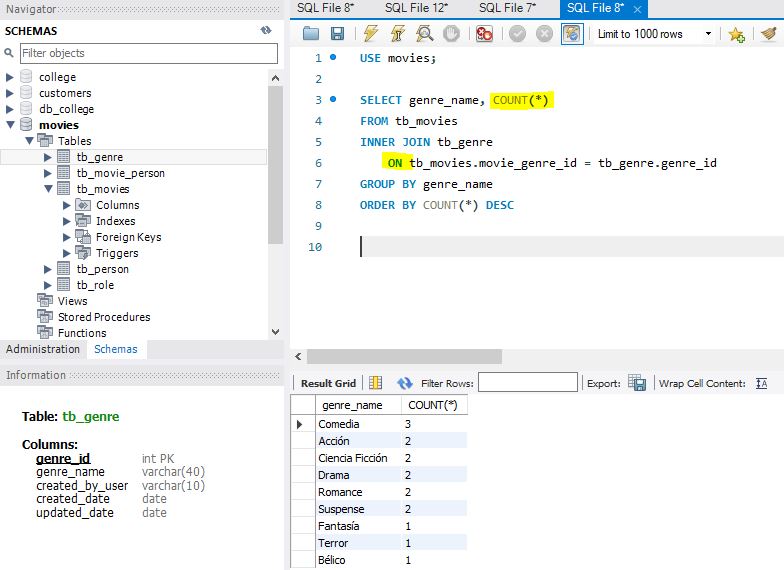 Navigator
SCHEMAS
Filter objects
college
customers
db_college
movies
Tables
tb_genre
tb_movie_person
tb_movies
Columns
Indexes
Foreign Keys
Triggers
tb_person
tb_role
Views
Stored Procedures
Functions
Administration Schemas
Information
Table: tb_genre
Columns:
genre_id int PK
genre_name varchar(40)
created_by_user varchar(10)
created_date date
updated_date date
SQL File 8* SQL File 12* SQL File 7* SQL File 8*
Limit to 1000 rows
1 USE movies;
2
3 SELECT genre_name, COUNT(*)
4 FROM tb_movies
5 INNER JOIN tb_genre
6 ON tb_movies.movie_genre_id = tb_genre.genre_id
7 GROUP BY genre_name
8 ORDER BY COUNT(*) DESC
9
10
Result Grid Filter Rows: Export: Wrap Cell Content: IA
genre_name COUNT(*)
Comedia 3
Acción 2
Ciencia Ficción 2
Drama 2
Romance 2
Suspense 2
Fantasía 1
Terror 1
Bélico 1